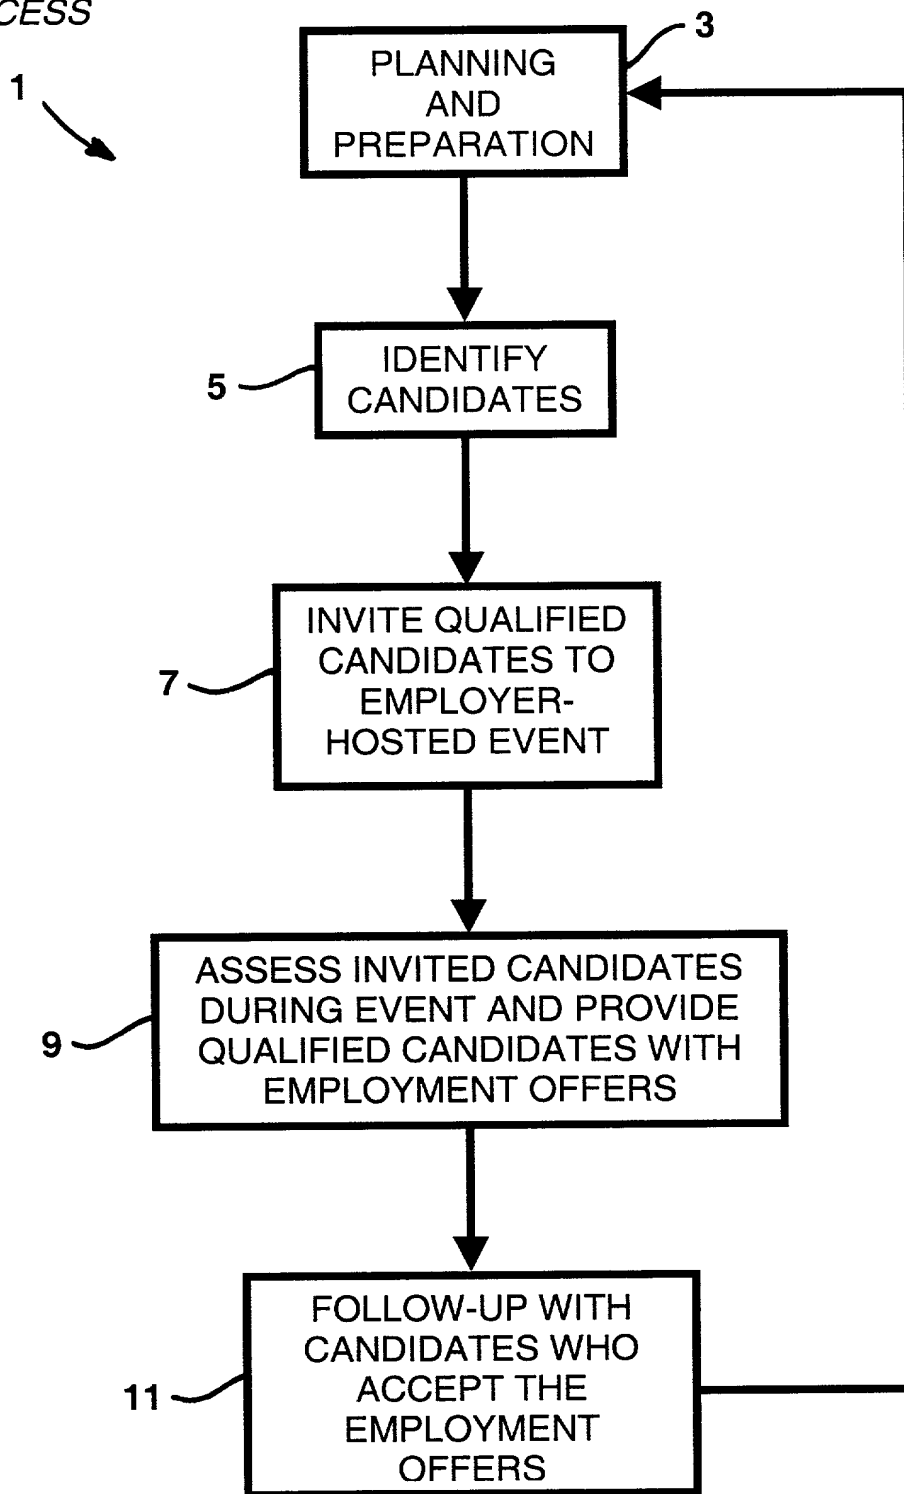 CESS
1
3
PLANNING
AND
PREPARATION
5
IDENTIFY
CANDIDATES
7
INVITE QUALIFIED
CANDIDATES TO
EMPLOYER-
HOSTED EVENT
9
ASSESS INVITED CANDIDATES
DURING EVENT AND PROVIDE
QUALIFIED CANDIDATES WITH
EMPLOYMENT OFFERS
11
FOLLOW-UP WITH
CANDIDATES WHO
ACCEPT THE
EMPLOYMENT
OFFERS